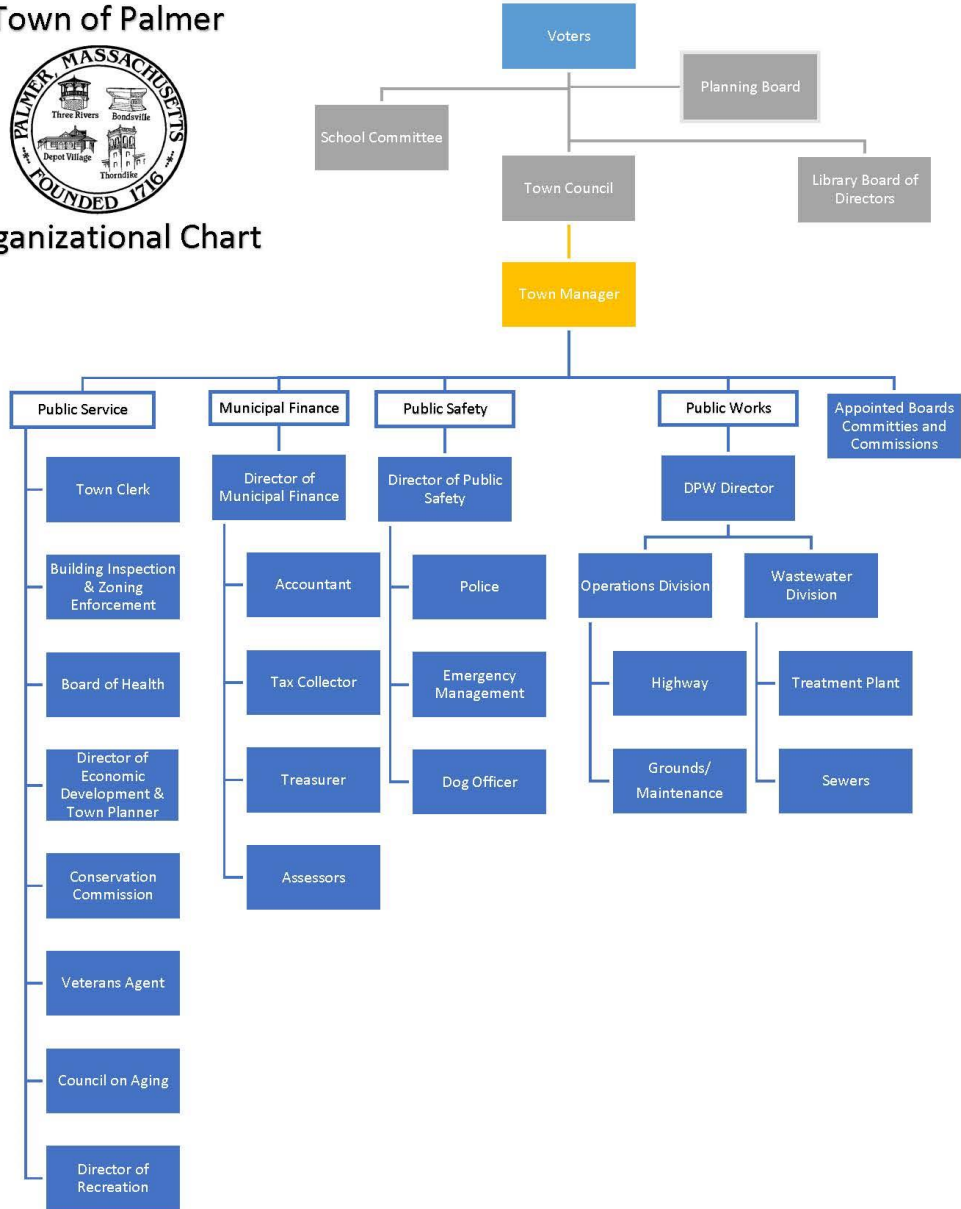 Town of Palmer
PALMER, MASSACHUSETTS
Three Rivers
Bondsville
Depot Village
Thorndike
FOUNDED 1716
ganizational Chart
Voters
Planning Board
School Committee
Town Council
Library Board of
Directors
Town Manager
Public Service
Municipal Finance
Public Safety
Public Works
Appointed Boards
Committies and
Commissions
Town Clerk
Building Inspection
& Zoning
Enforcement
Board of Health
Director of
Economic
Development &
Town Planner
Conservation
Commission
Veterans Agent
Council on Aging
Director of
Recreation
Director of
Municipal Finance
Accountant
Tax Collector
Treasurer
Assessors
Director of Public
Safety
Police
Emergency
Management
Dog Officer
DPW Director
Operations Division
Highway
Grounds/
Maintenance
Wastewater
Division
Treatment Plant
Sewers